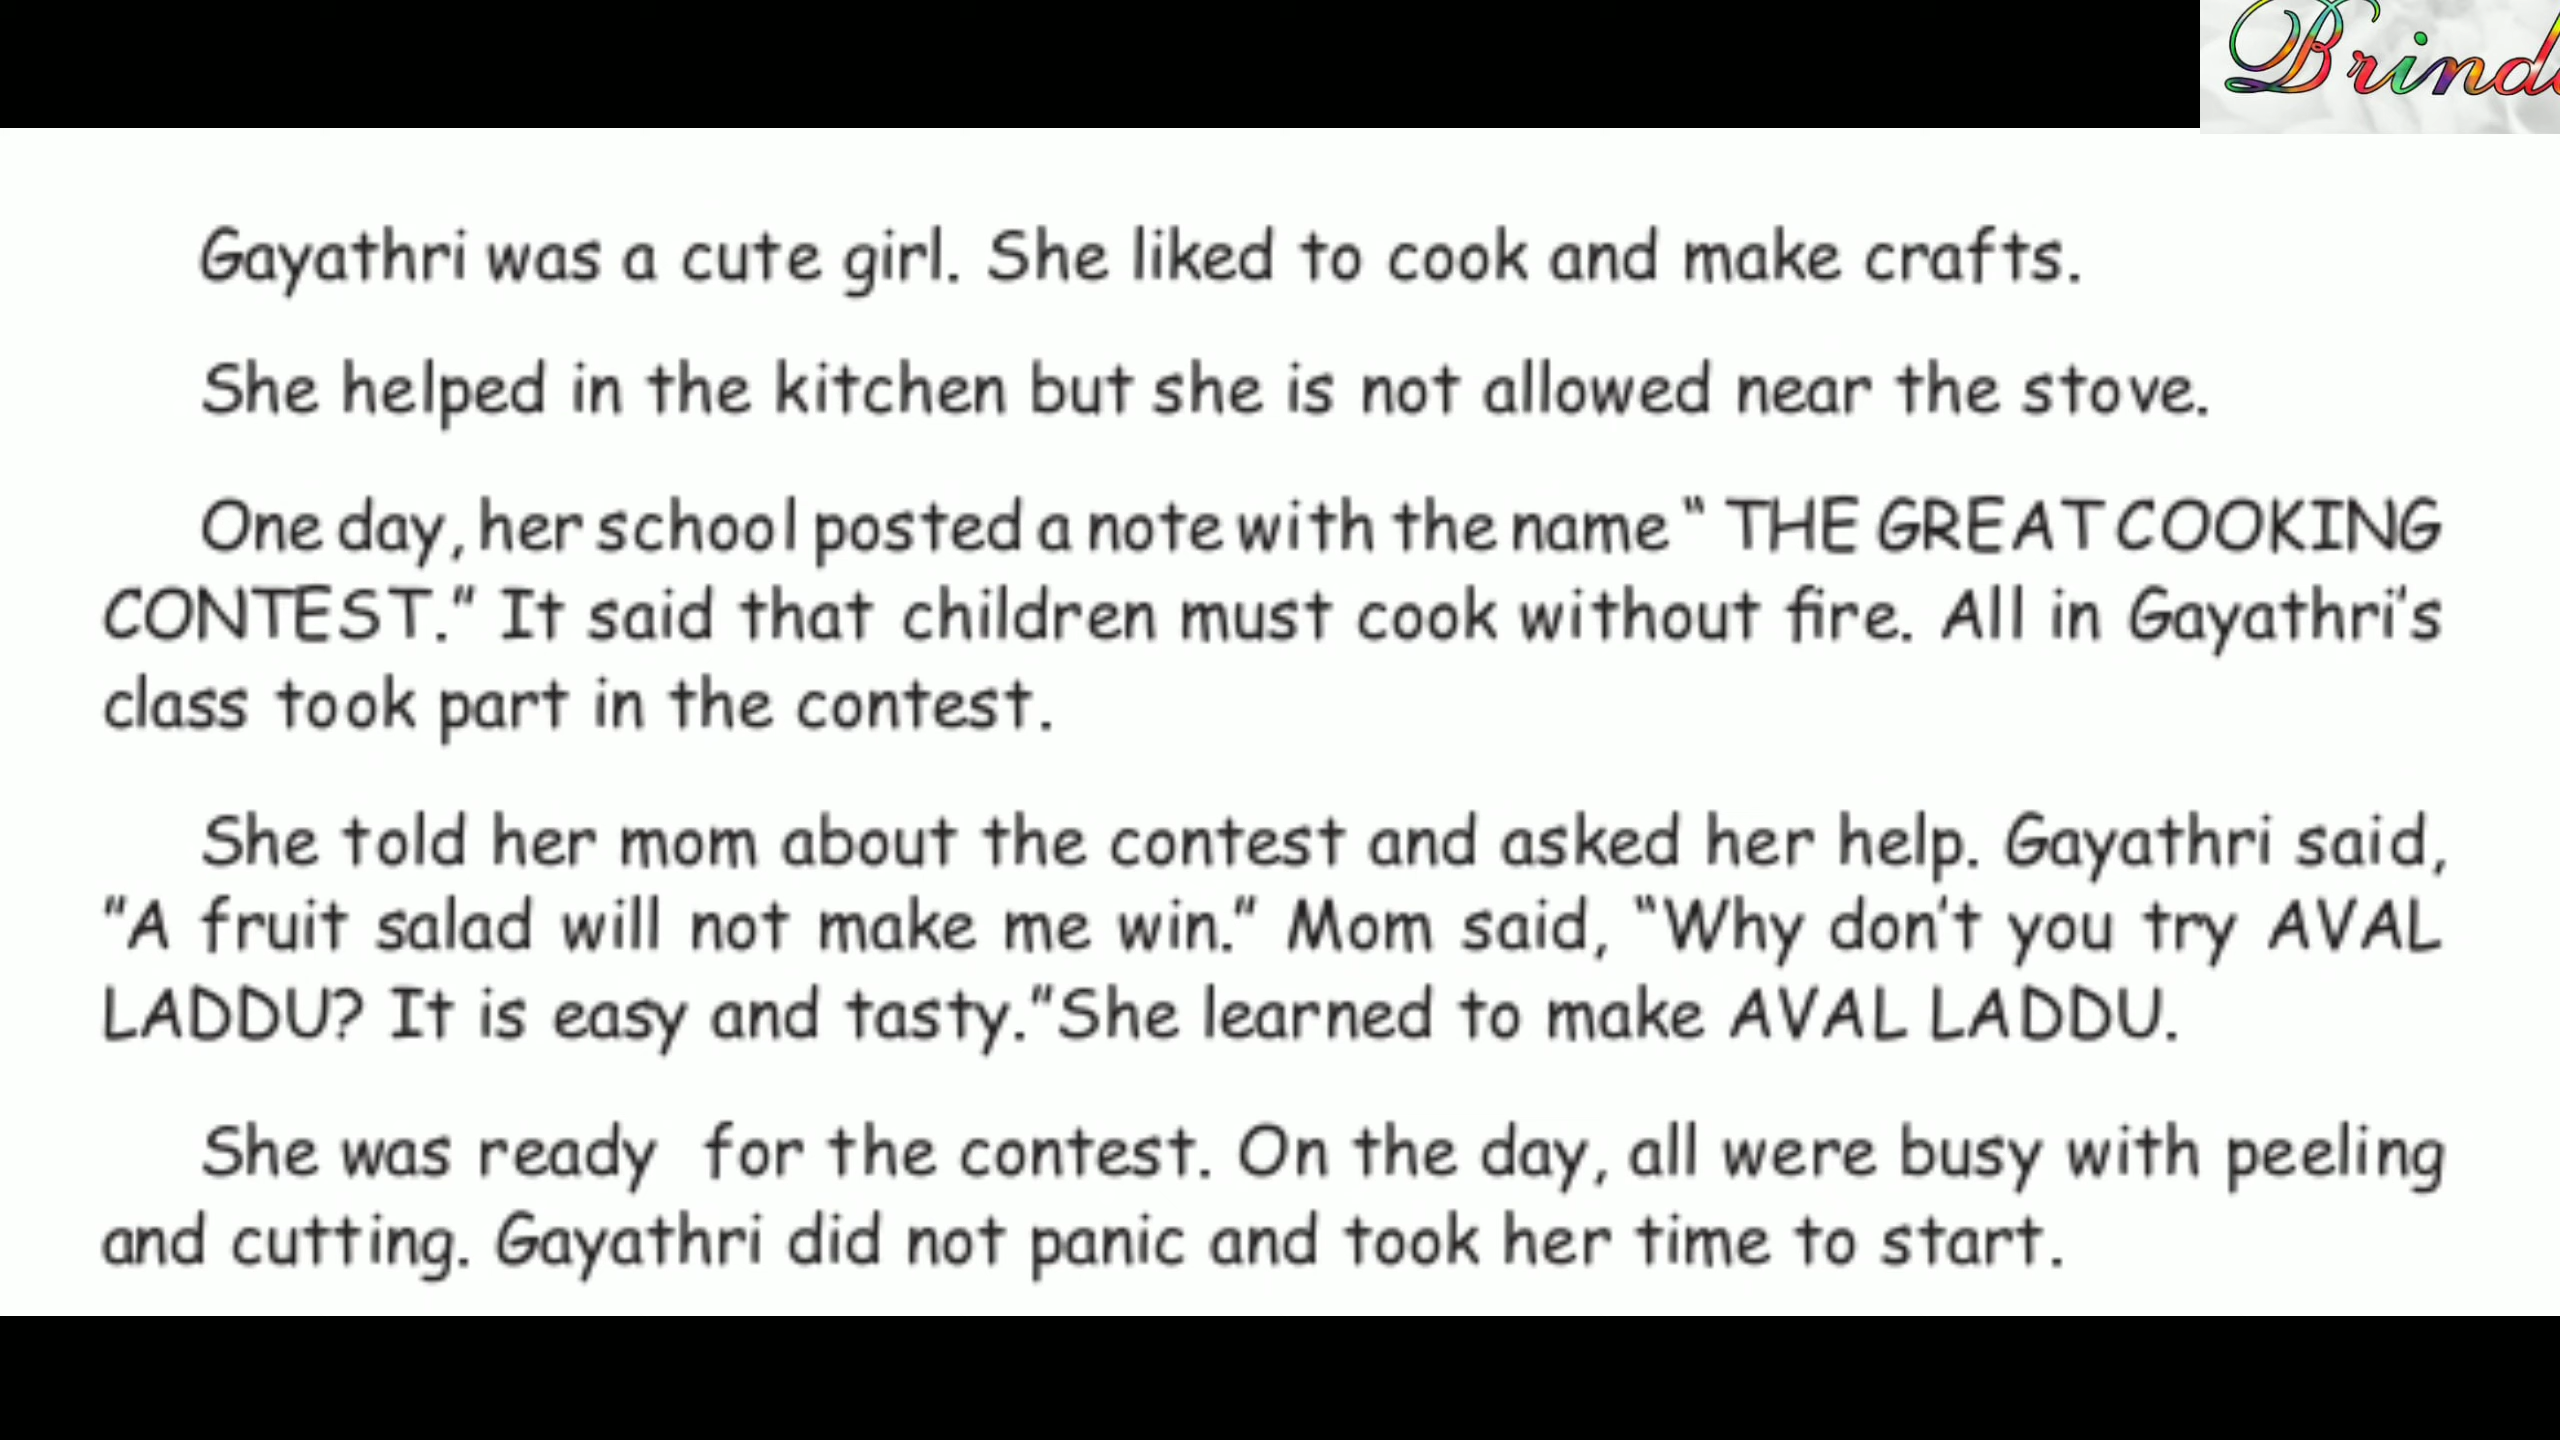 Brind
Gayathri was a cute girl. She liked to cook and make crafts.
She helped in the kitchen but she is not allowed near the stove.
One day, her school posted a note with the name “ THE GREAT COOKING
CONTEST.” It said that children must cook without fire. All in Gayathri’s
class took part in the contest.
She told her mom about the contest and asked her help. Gayathri said,
”A fruit salad will not make me win.” Mom said, “Why don’t you try AVAL
LADDU? It is easy and tasty.”She learned to make AVAL LADDU.
She was ready  for the contest. On the day, all were busy with peeling
and cutting. Gayathri did not panic and took her time to start.